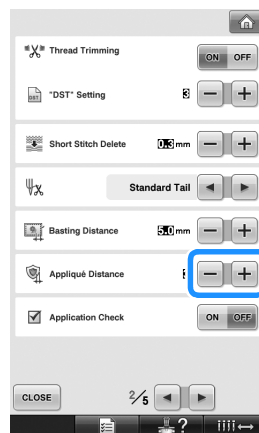 Thread Trimming ON OFF
DST "DST" Setting 3
Short Stitch Delete 0.3 mm
Standard Tail
Basting Distance 5.0 mm
Appliqué Distance
Application Check ON OFF
CLOSE 2/5
?